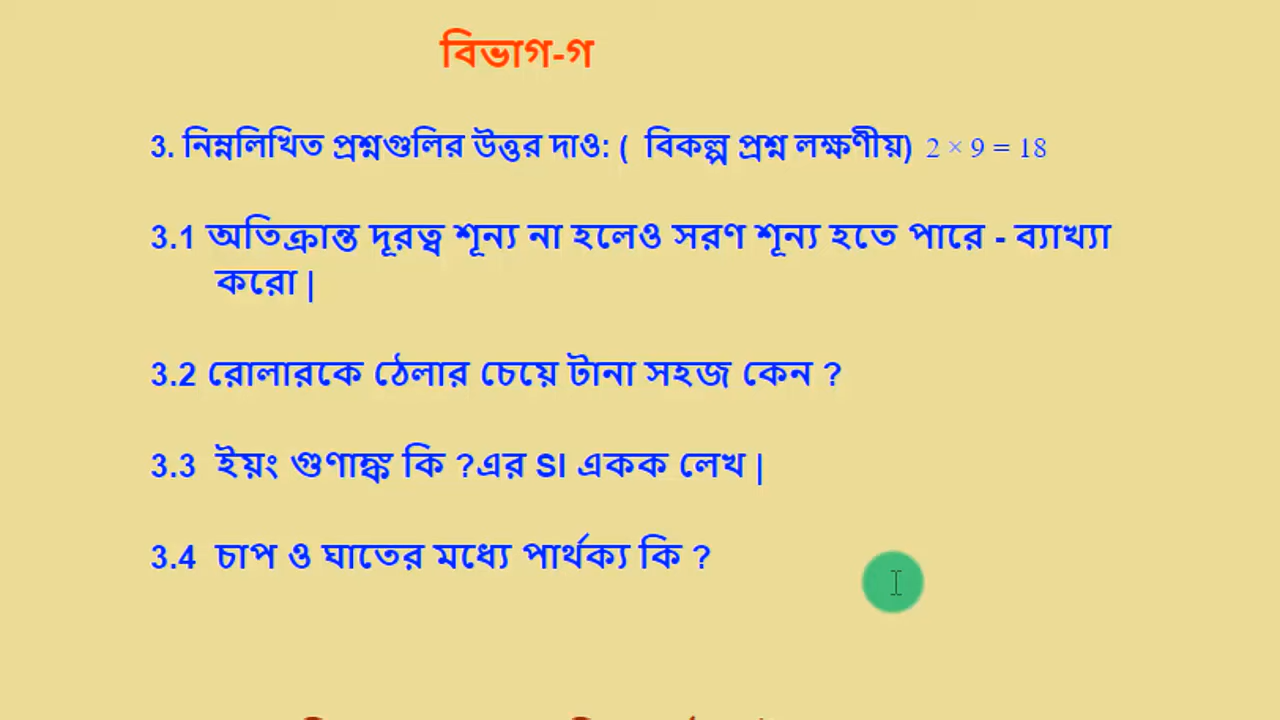 বিভাগ-গ
3. নিম্নলিখিত প্রশ্নগুলির উত্তর দাও: ( বিকল্প প্রশ্ন লক্ষণীয়) 2 × 9 = 18
3.1 অতিক্রান্ত দূরত্ব শূন্য না হলেও সরণ শূন্য হতে পারে - ব্যাখ্যা
করো |
3.2 রোলারকে ঠেলার চেয়ে টানা সহজ কেন ?
3.3 ইয়ং গুণাঙ্ক কি ?এর SI একক লেখ |
3.4 চাপ ও ঘাতের মধ্যে পার্থক্য কি ?